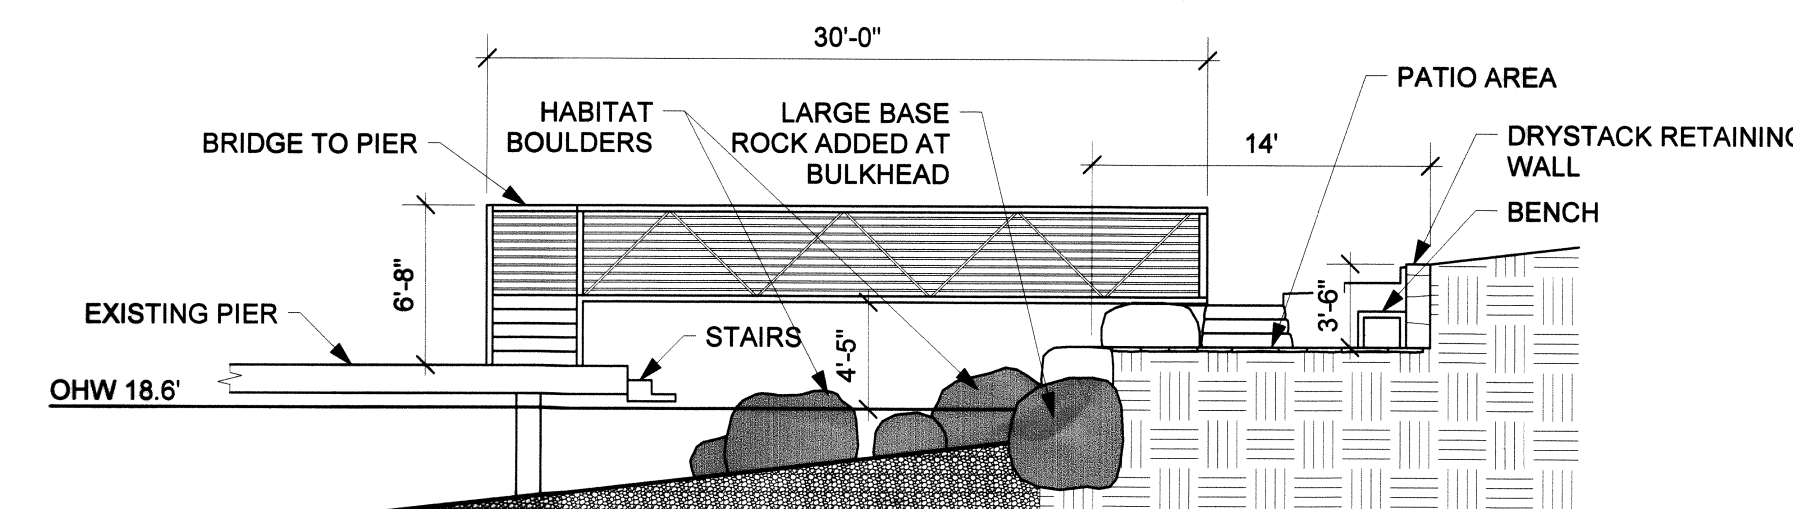 30'-0"
PATIO AREA
HABITAT
BOULDERS
LARGE BASE
ROCK ADDED AT
BULKHEAD
BRIDGE TO PIER
14'
DRYSTACK RETAINING
WALL
BENCH
6'-8"
EXISTING PIER
STAIRS
4'-5"
3'-6"
OHW 18.6'